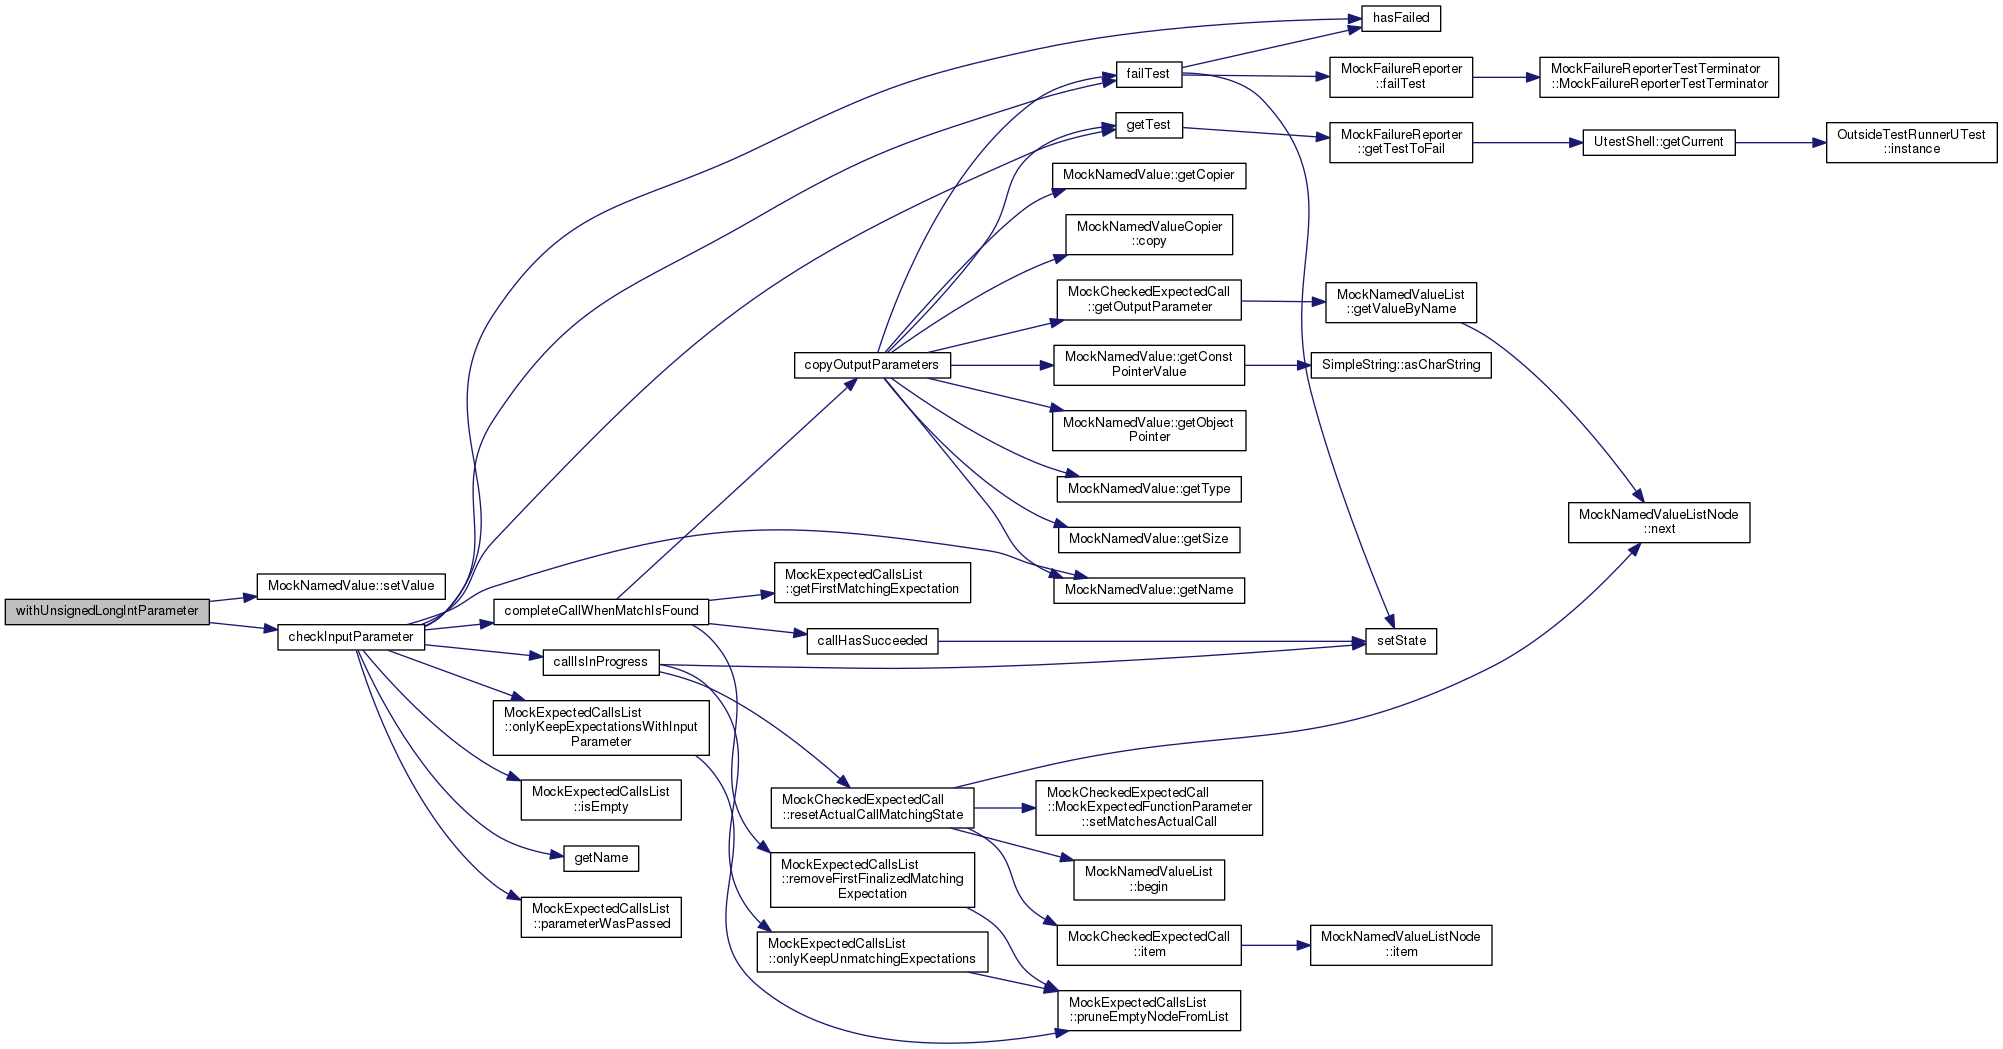 withUnsignedLongIntParameter
MockNamedValue::setValue
checkInputParameter
completeCallWhenMatchIsFound
callIsInProgress
MockExpectedCallsList
::onlyKeepExpectationsWithInput
Parameter
MockExpectedCallsList
::isEmpty
getName
MockExpectedCallsList
::parameterWasPassed
copyOutputParameters
MockExpectedCallsList
::getFirstMatchingExpectation
callHasSucceeded
MockCheckedExpectedCall
::resetActualCallMatchingState
MockExpectedCallsList
::removeFirstFinalizedMatching
Expectation
MockExpectedCallsList
::onlyKeepUnmatchingExpectations
failTest
getTest
MockNamedValue::getCopier
MockNamedValueCopier
::copy
MockCheckedExpectedCall
::getOutputParameter
MockNamedValue::getConst
PointerValue
MockNamedValue::getObject
Pointer
MockNamedValue::getType
MockNamedValue::getSize
MockNamedValue::getName
MockCheckedExpectedCall
::MockExpectedFunctionParameter
::setMatchesActualCall
MockNamedValueList
::begin
MockCheckedExpectedCall
::item
MockExpectedCallsList
::pruneEmptyNodeFromList
hasFailed
MockFailureReporter
::failTest
MockFailureReporter
::getTestToFail
MockNamedValueList
::getValueByName
SimpleString::asCharString
setState
MockNamedValueListNode
::item
MockFailureReporterTestTerminator
::MockFailureReporterTestTerminator
UtestShell::getCurrent
MockNamedValueListNode
::next
OutsideTestRunnerUTest
::instance